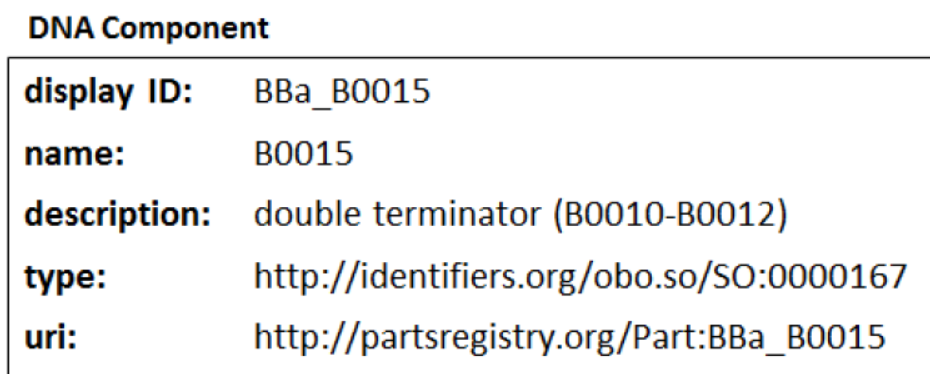 DNA Component
display ID: BBa_B0015
name: B0015
description: double terminator (B0010-B0012)
type: http://identifiers.org/obo.so/SO:0000167
uri: http://partsregistry.org/Part:BBa_B0015